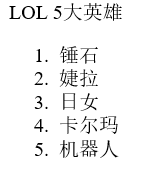 LOL 5大英雄
1. 锤石
2. 婕拉
3. 日女
4. 卡尔玛
5. 机器人